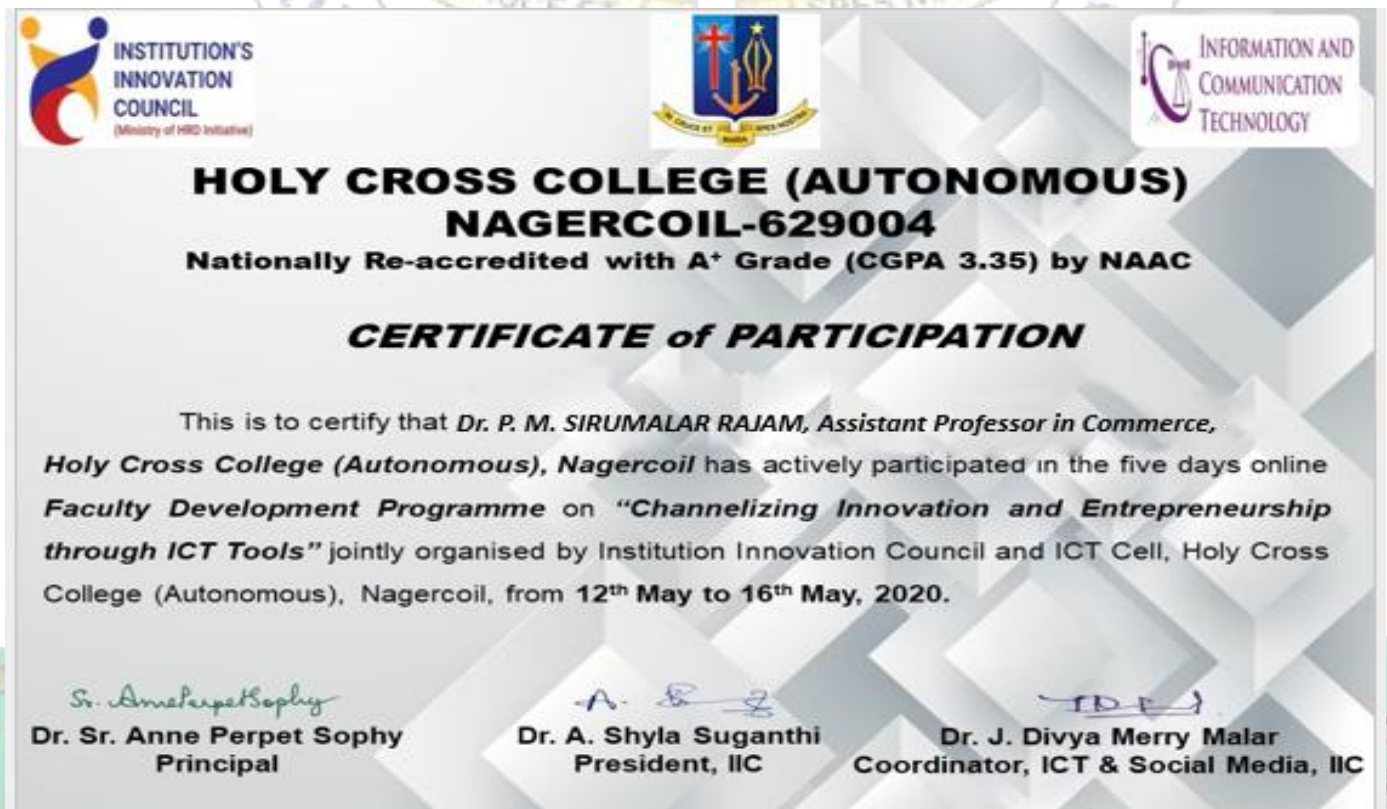 INSTITUTION'S
INNOVATION
COUNCIL
(Ministry of HRD Initiative)
INFORMATION AND
COMMUNICATION
TECHNOLOGY
HOLY CROSS COLLEGE (AUTONOMOUS)
NAGERCOIL-629004
Nationally Re-accredited with A⁺ Grade (CGPA 3.35) by NAAC
CERTIFICATE of PARTICIPATION
This is to certify that Dr. P. M. SIRUMALAR RAJAM, Assistant Professor in Commerce,
Holy Cross College (Autonomous), Nagercoil has actively participated in the five days online
Faculty Development Programme on "Channelizing Innovation and Entrepreneurship
through ICT Tools" jointly organised by Institution Innovation Council and ICT Cell, Holy Cross
College (Autonomous), Nagercoil, from 12th May to 16th May, 2020.
Sr. AnnePerpetSophy
Dr. Sr. Anne Perpet Sophy
Principal
Dr. A. Shyla Suganthi
President, IIC
Dr. J. Divya Merry Malar
Coordinator, ICT & Social Media, IIC